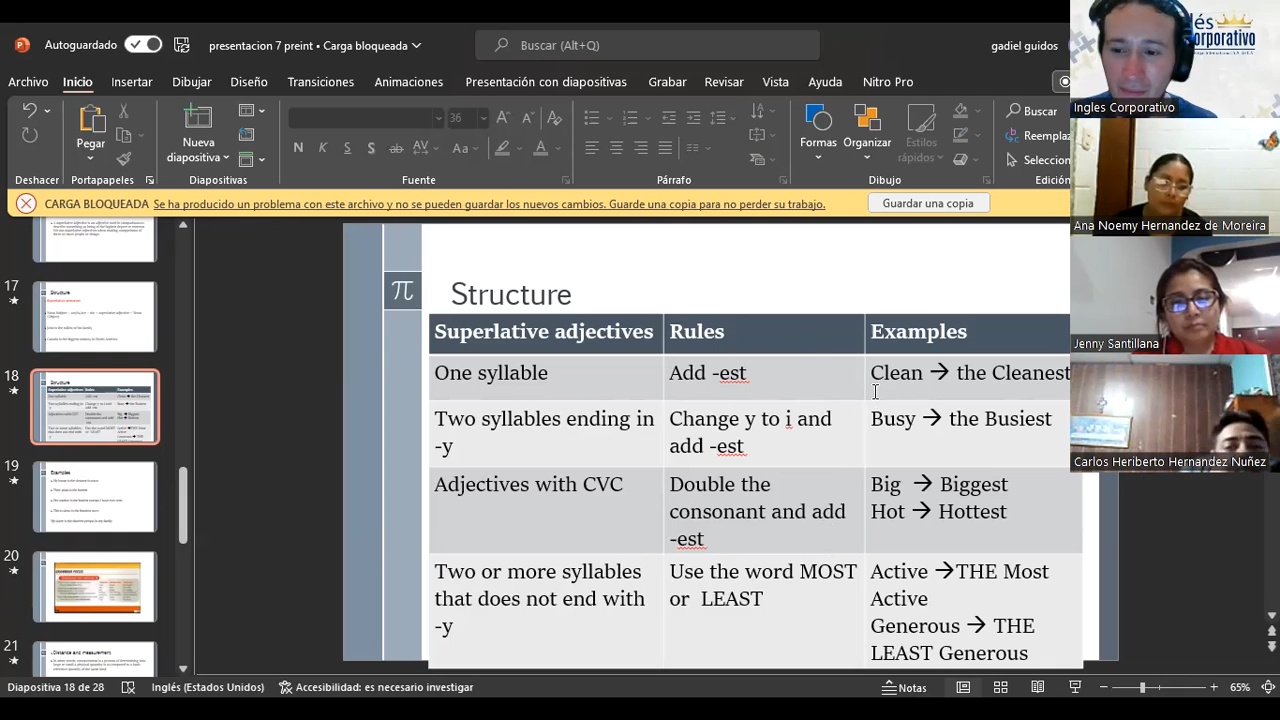 Autoguardado
presentacion 7 preint • Carga bloqueada
Buscar (Alt+Q)
gadiel guidos
lés
corporativo
Archivo Inicio Insertar Dibujar Diseño Transiciones Animaciones Presentación con diapositivas Grabar Revisar Vista Ayuda Nitro Pro
Ingles Corporativo
Pegar
Nueva
diapositiva
36
Formas
Organizar
Estilos
rápidos
Buscar
Reemplaz
Seleccion
Deshacer Portapapeles Diapositivas Fuente Párrafo Dibujo Edición
CARGA BLOQUEADA Se ha producido un problema con este archivo y no se pueden guardar los nuevos cambios. Guarde una copia para no perder su trabajo.
Guardar una copia
Ana Noemy Hernandez de Moreira
Jenny Santillana
Carlos Heriberto Hernandez Nuñez
17
18
19
20
21
π
Structure
Superlative adjectives Rules Examples
One syllable Add -est Clean → the Cleanest
Two syllables ending in Change y to i and Busy → the Busiest
-y add -est
Adjectives with CVC Double the Big → Biggest
consonant and add Hot → Hottest
-est
Two or more syllables Use the word MOST Active→THE Most
that does not end with or LEAST Active
-y Generous → THE
LEAST Generous
Diapositiva 18 de 28
Inglés (Estados Unidos)
Accesibilidad: es necesario investigar
Notas
65%